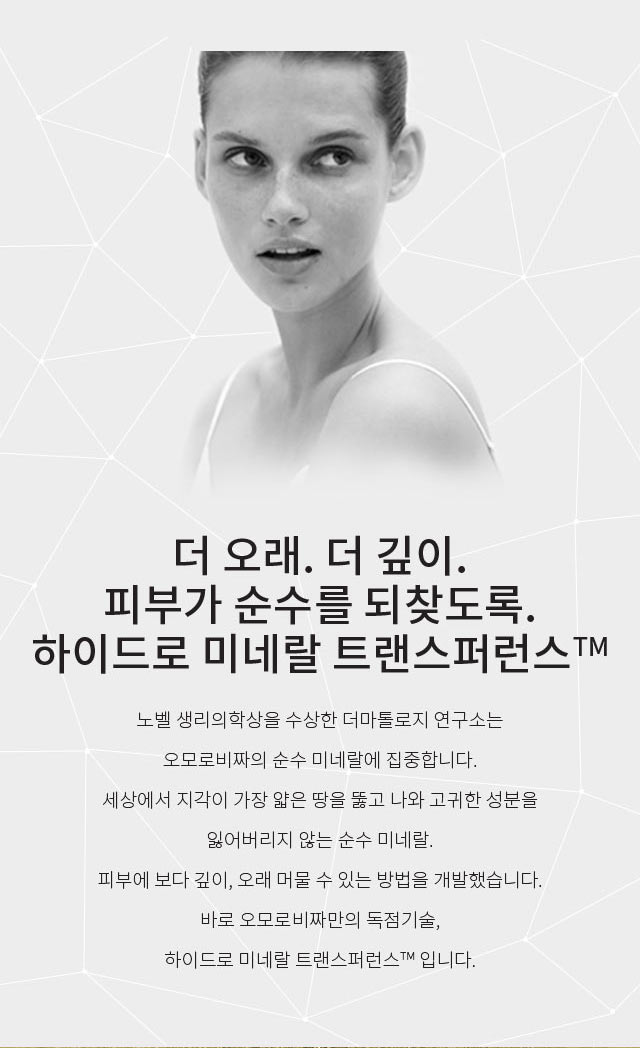 더 오래. 더 깊이.
피부가 순수를 되찾도록.
하이드로 미네랄 트랜스퍼런스™
노벨 생리의학상을 수상한 더마톨로지 연구소는
오모로비짜의 순수 미네랄에 집중합니다.
세상에서 지각이 가장 얇은 땅을 뚫고 나와 고귀한 성분을
잃어버리지 않는 순수 미네랄.
피부에 보다 깊이, 오래 머물 수 있는 방법을 개발했습니다.
바로 오모로비짜만의 독점기술,
하이드로 미네랄 트랜스퍼런스™ 입니다.